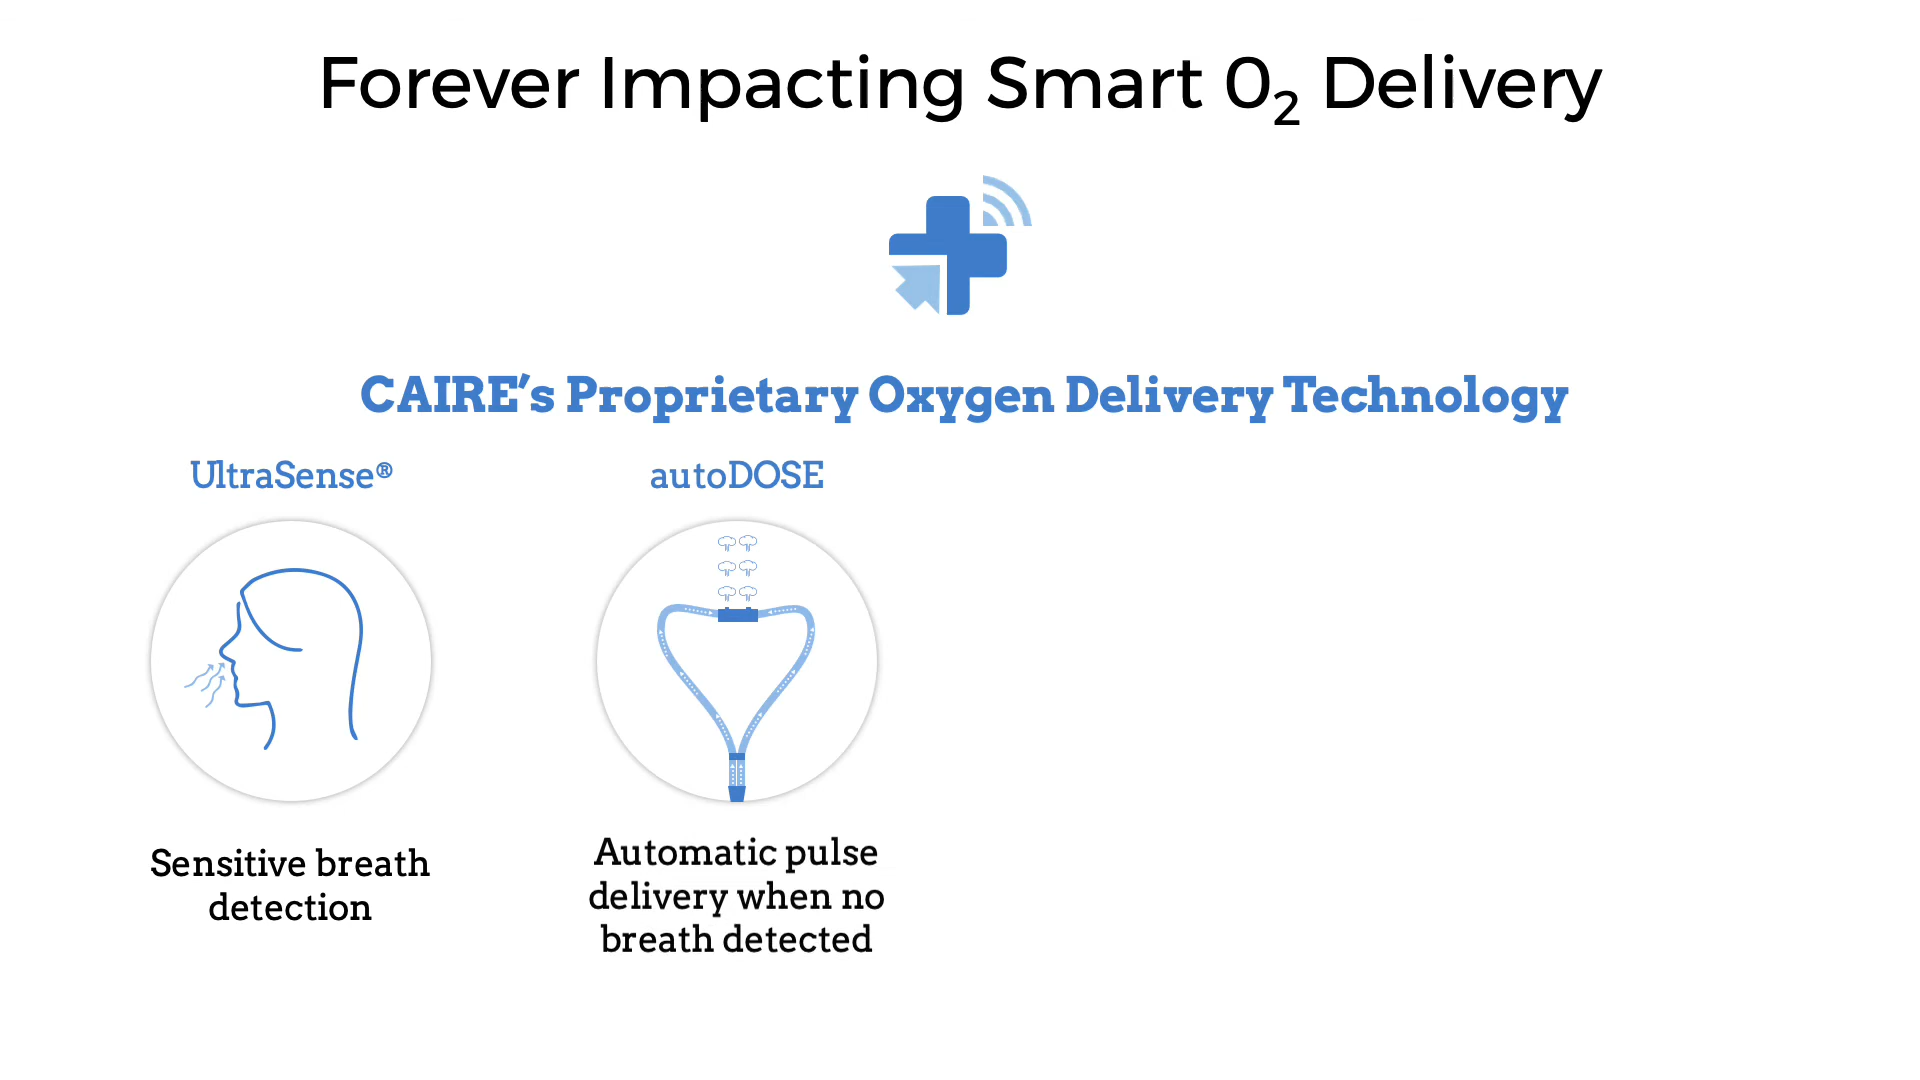 Forever Impacting Smart 0₂ Delivery
CAIRE’s Proprietary Oxygen Delivery Technology
UltraSense®
autoDOSE
Sensitive breath
detection
Automatic pulse
delivery when no
breath detected